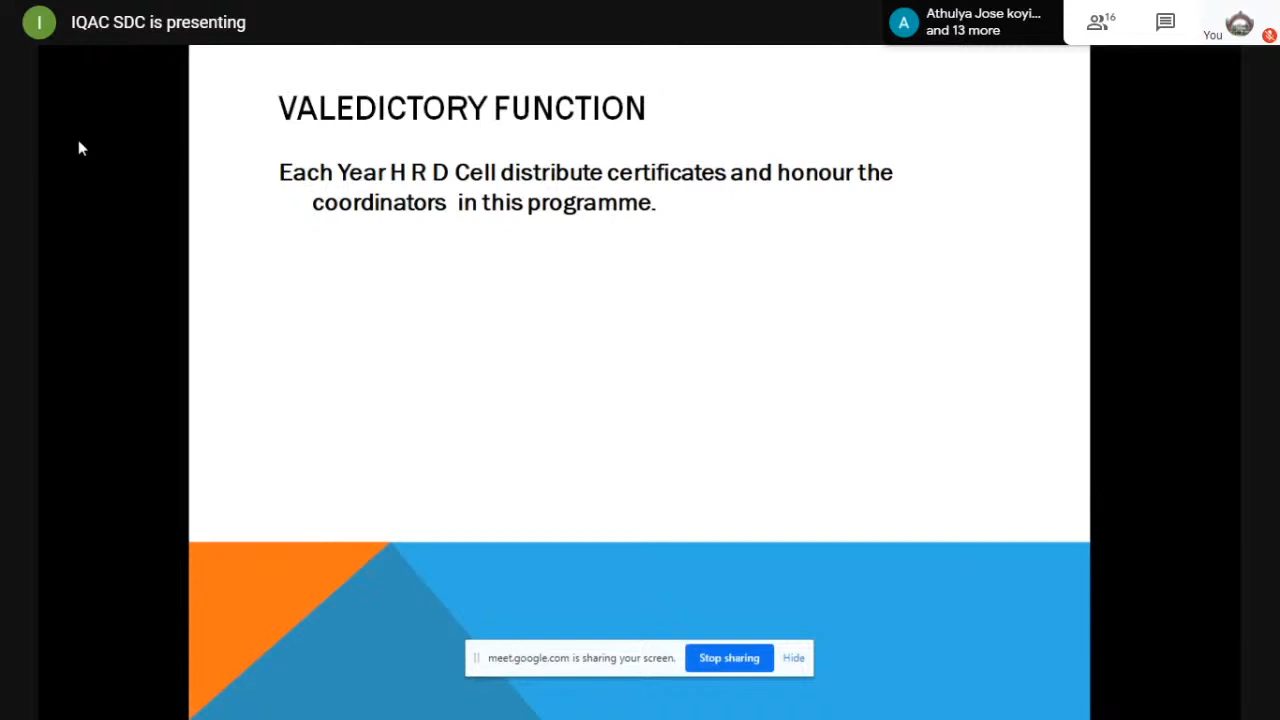 I
IQAC SDC is presenting
A
Athulya Jose koyi...
and 13 more
16
You
VALEDICTORY FUNCTION
Each Year H R D Cell distribute certificates and honour the
coordinators in this programme.
meet.google.com is sharing your screen.
Stop sharing
Hide